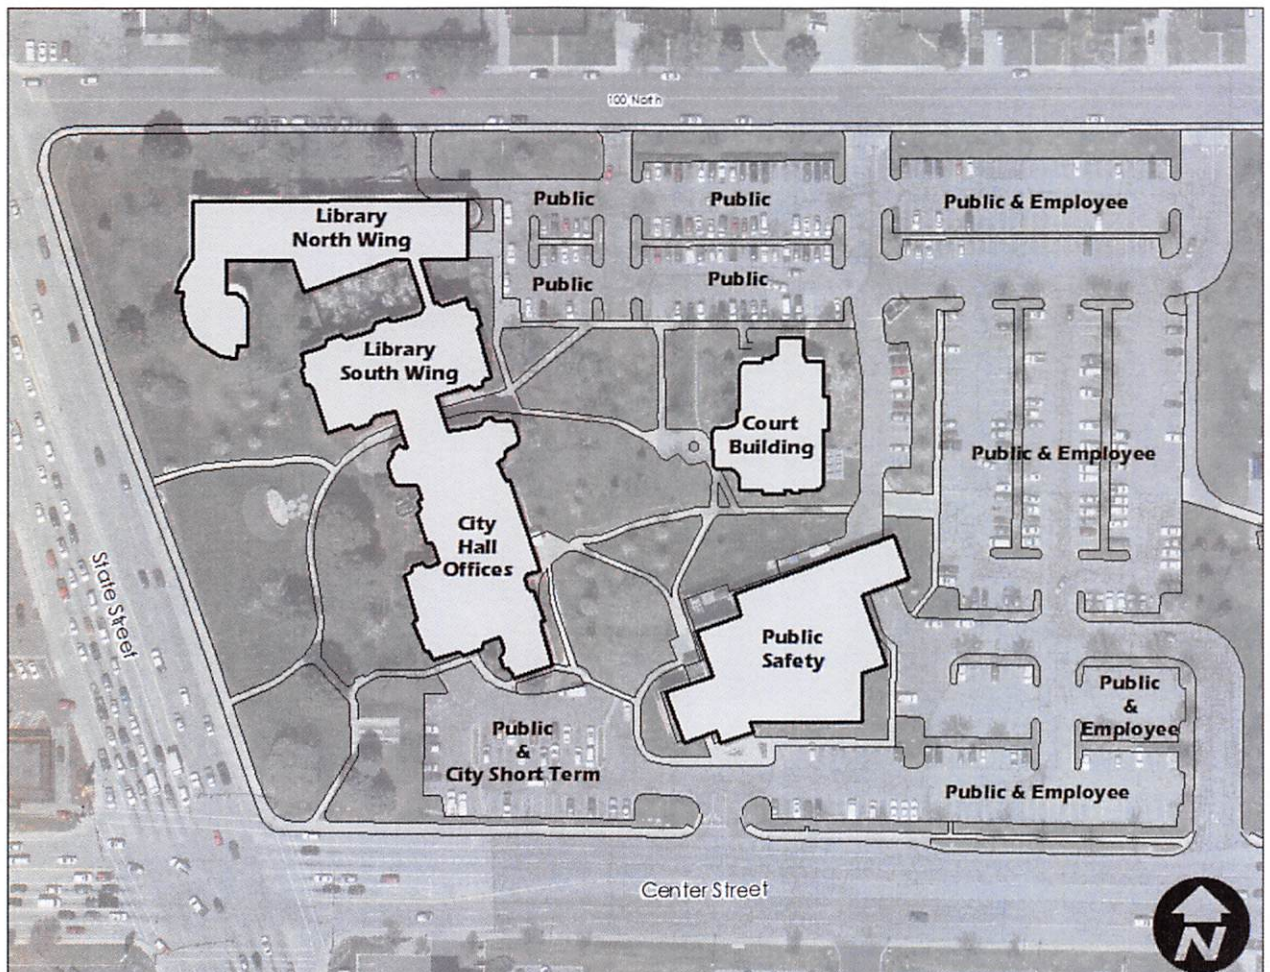 100 North
Public
Public
Public & Employee
Library
North Wing
Public
Public
Library
South Wing
Court
Building
Public & Employee
City
Hall
Offices
State Street
Public
Safety
Public
&
Employee
Public
&
City Short Term
Public & Employee
Center Street
N